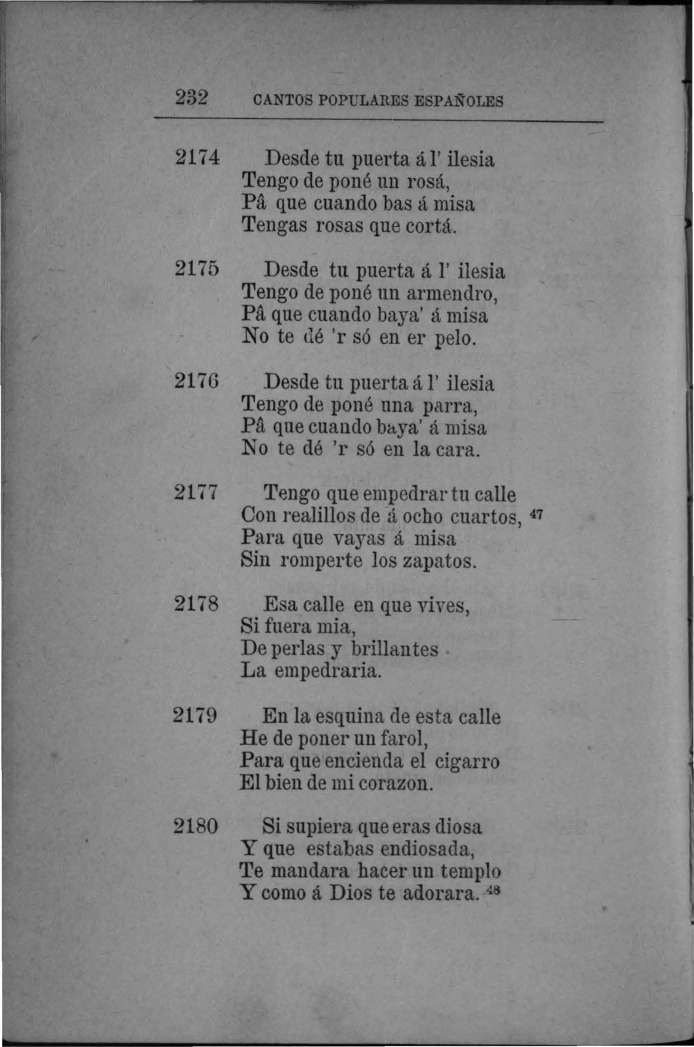 232 CANTOS POPULARES ESPAÑOLES
2174 Desde tu puerta á l' ilesia
Tengo de poné un rosá,
Pâ que cuando bas á misa
Tengas rosas que cortá.
2175 Desde tu puerta á l' ilesia
Tengo de poné un armendro,
Pâ que cuando baya' á misa
No te dé 'r só en er pelo.
2176 Desde tu puerta á l' ilesia
Tengo de poné una parra,
Pâ que cuando baya' á misa
No te dé 'r só en la cara.
2177 Tengo que empedrar tu calle
Con realillos de á ocho cuartos, 47
Para que vayas á misa
Sin romperte los zapatos.
2178 Esa calle en que vives,
Si fuera mia,
De perlas y brillantes
La empedraria.
2179 En la esquina de esta calle
He de poner un farol,
Para que encienda el cigarro
El bien de mi corazon.
2180 Si supiera que eras diosa
Y que estabas endiosada,
Te mandara hacer un templo
Y como á Dios te adorara. 48